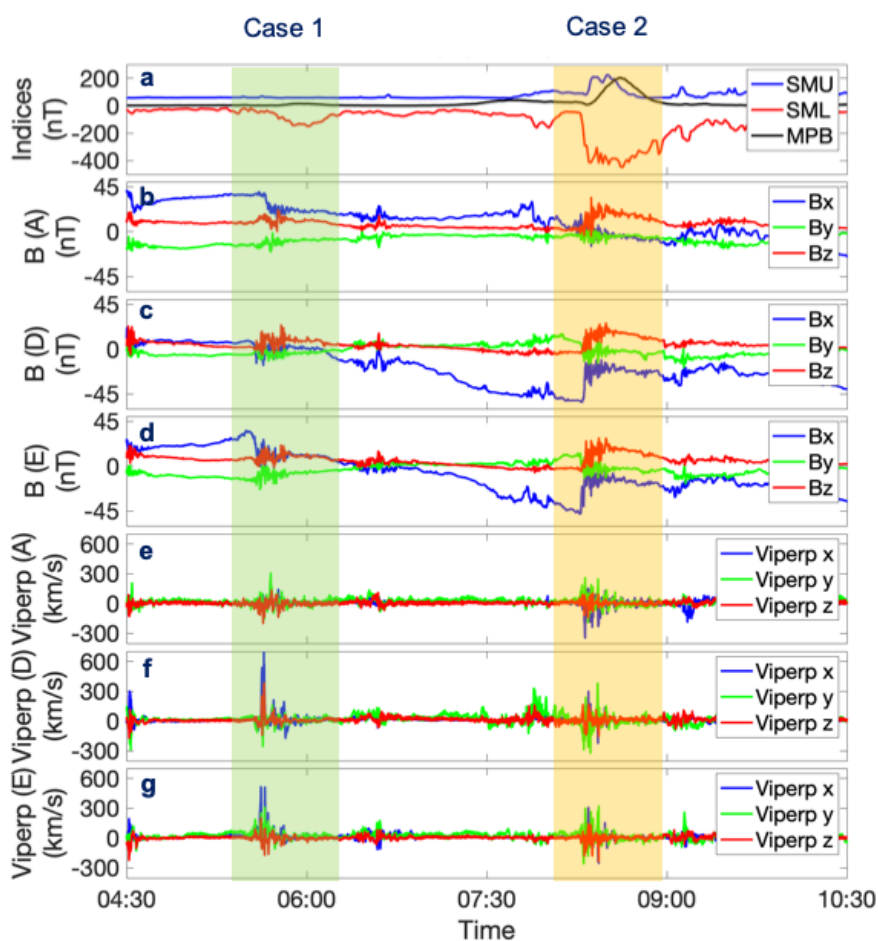 Case 1
Case 2
a
Indices
(nT)
200
0
-200
-400
SMU
SML
MPB
b
B (A)
(nT)
45
0
-45
Bx
By
Bz
c
B (D)
(nT)
45
0
-45
Bx
By
Bz
d
B (E)
(nT)
45
0
-45
Bx
By
Bz
e
Viperp (A)
(km/s)
600
300
0
-300
Viperp x
Viperp y
Viperp z
f
Viperp (D)
(km/s)
600
300
0
-300
Viperp x
Viperp y
Viperp z
g
Viperp (E)
(km/s)
600
300
0
-300
Viperp x
Viperp y
Viperp z
04:30
06:00
07:30
09:00
10:30
Time